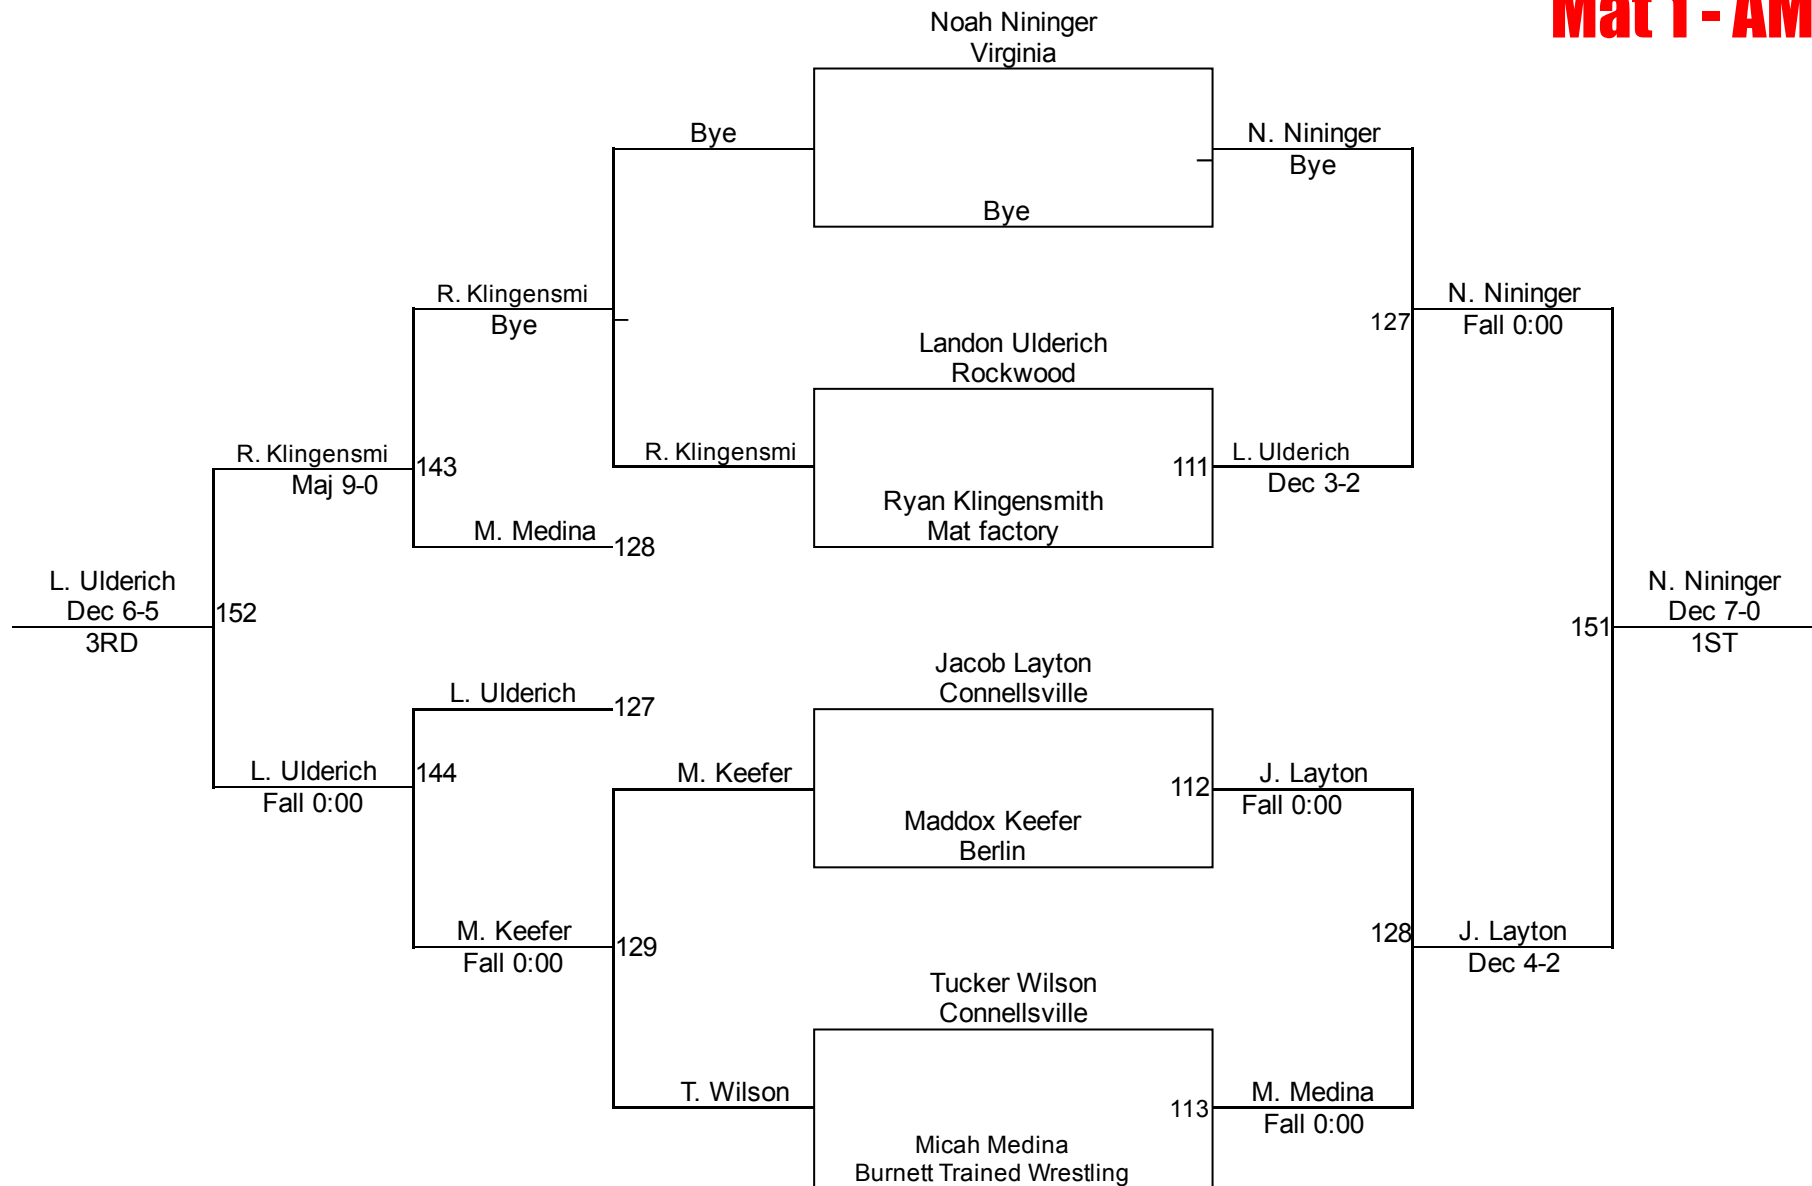 Mat 1 - AM
Noah Nininger
Virginia
Bye
N. Nininger
Bye
Bye
R. Klingensmi
Bye
N. Nininger
127
Fall 0:00
Landon Ulderich
Rockwood
R. Klingensmi
143
Maj 9-0
R. Klingensmi
111
L. Ulderich
Dec 3-2
Ryan Klingensmith
Mat factory
M. Medina
128
L. Ulderich
Dec 6-5
152
3RD
N. Nininger
Dec 7-0
151
1ST
Jacob Layton
Connellsville
L. Ulderich
127
L. Ulderich
144
Fall 0:00
M. Keefer
112
J. Layton
Fall 0:00
Maddox Keefer
Berlin
M. Keefer
129
Fall 0:00
128
J. Layton
Dec 4-2
Tucker Wilson
Connellsville
T. Wilson
113
M. Medina
Fall 0:00
Micah Medina
Burnett Trained Wrestling